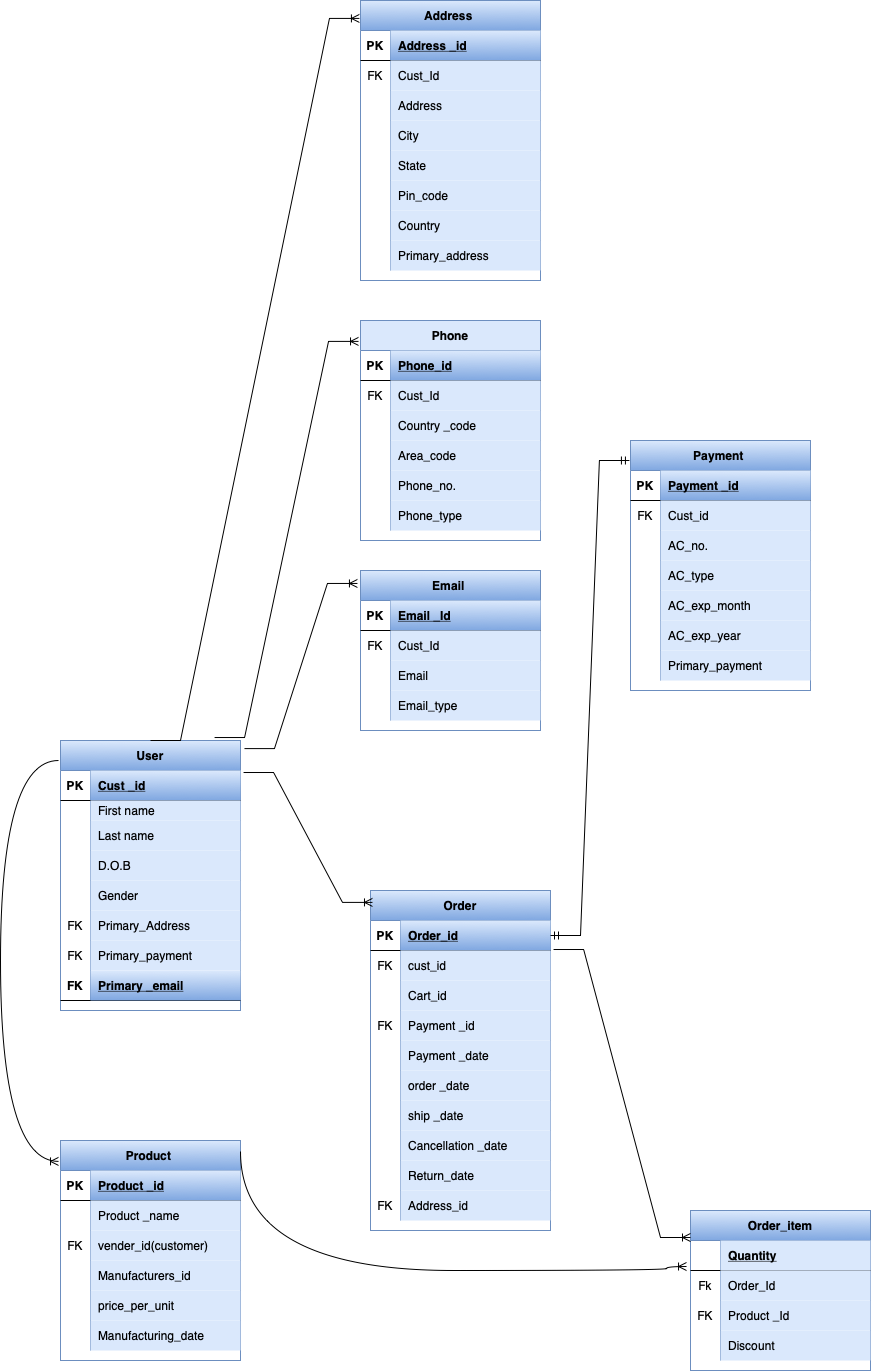 Address
PK Address _id
FK Cust_Id
Address
City
State
Pin_code
Country
Primary_address
Phone
PK Phone_id
FK Cust_Id
Country _code
Area_code
Phone_no.
Phone_type
Payment
PK Payment _id
FK Cust_id
AC_no.
AC_type
AC_exp_month
AC_exp_year
Primary_payment
Email
PK Email _Id
FK Cust_Id
Email
Email_type
User
PK Cust _id
First name
Last name
D.O.B
Gender
FK Primary_Address
FK Primary_payment
FK Primary _email
Order
PK Order_id
FK cust_id
Cart_id
FK Payment _id
Payment _date
order _date
ship _date
Cancellation _date
Return_date
FK Address_id
Product
PK Product _id
Product _name
FK vender_id(customer)
Manufacturers_id
price_per_unit
Manufacturing_date
Order_item
Quantity
Fk Order_Id
FK Product _Id
Discount